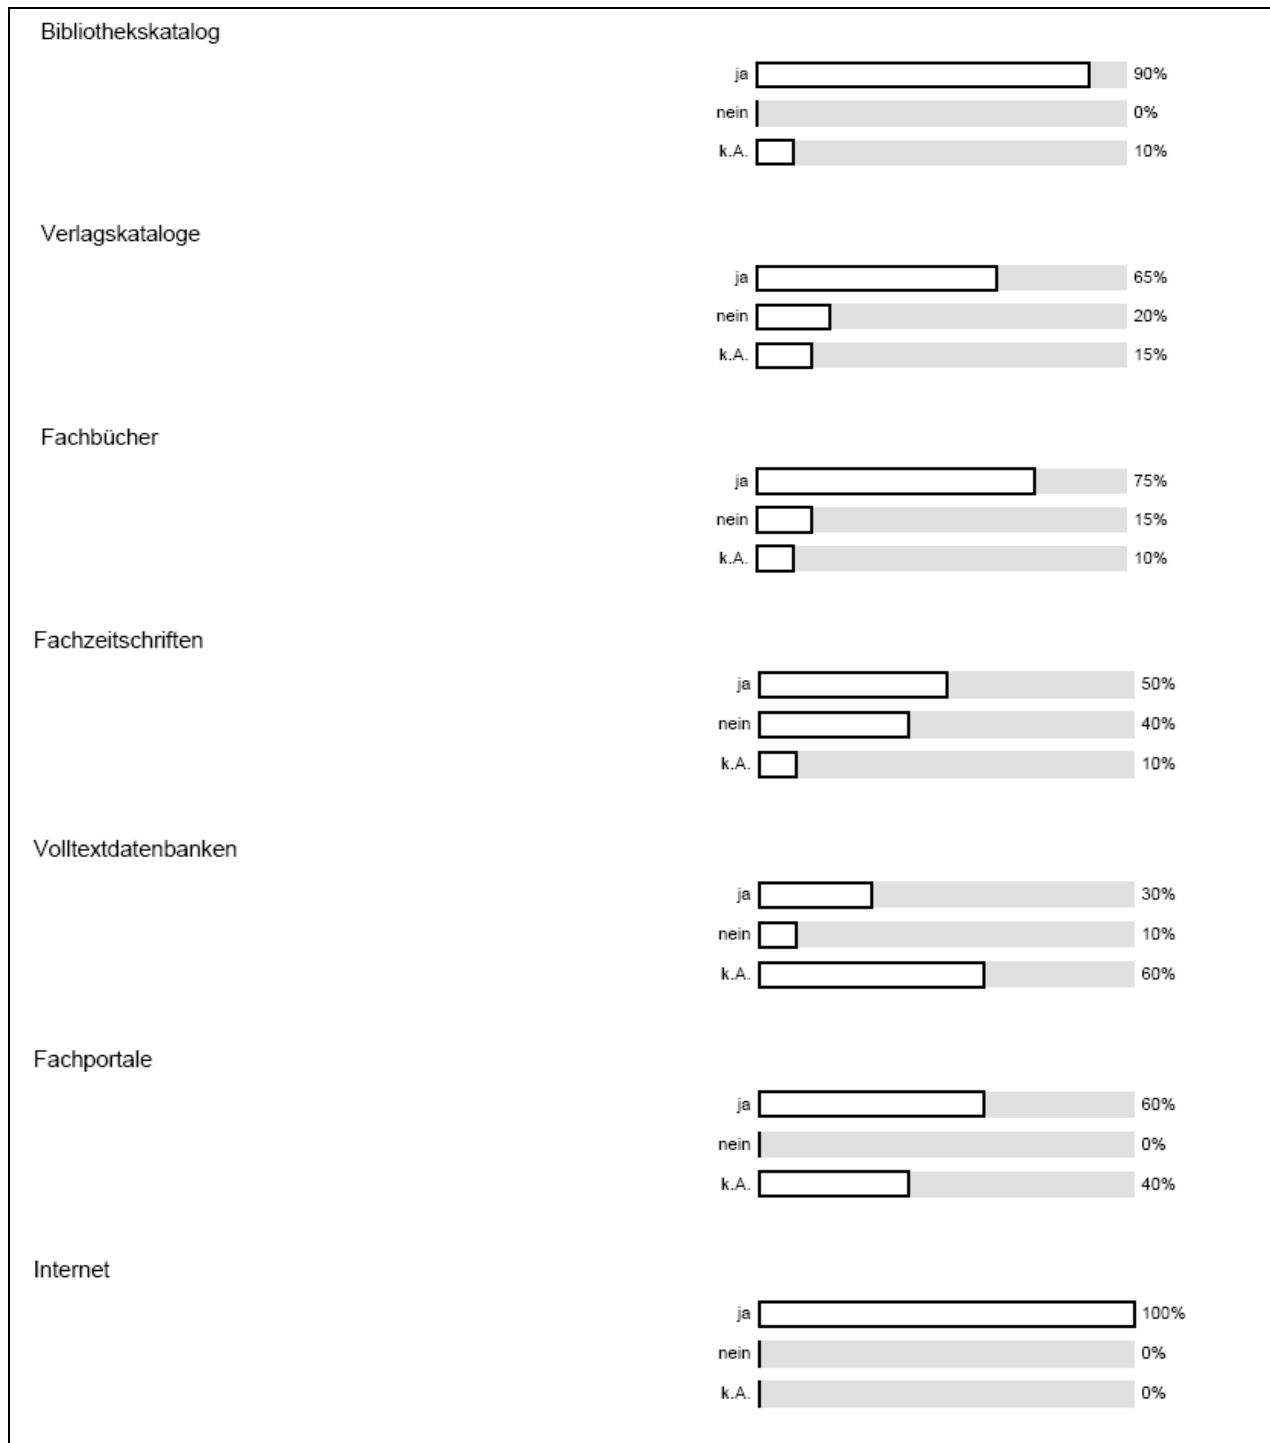 Bibliothekskatalog
ja 90%
nein 0%
k.A. 10%
Verlagskataloge
ja 65%
nein 20%
k.A. 15%
Fachbücher
ja 75%
nein 15%
k.A. 10%
Fachzeitschriften
ja 50%
nein 40%
k.A. 10%
Volltextdatenbanken
ja 30%
nein 10%
k.A. 60%
Fachportale
ja 60%
nein 0%
k.A. 40%
Internet
ja 100%
nein 0%
k.A. 0%